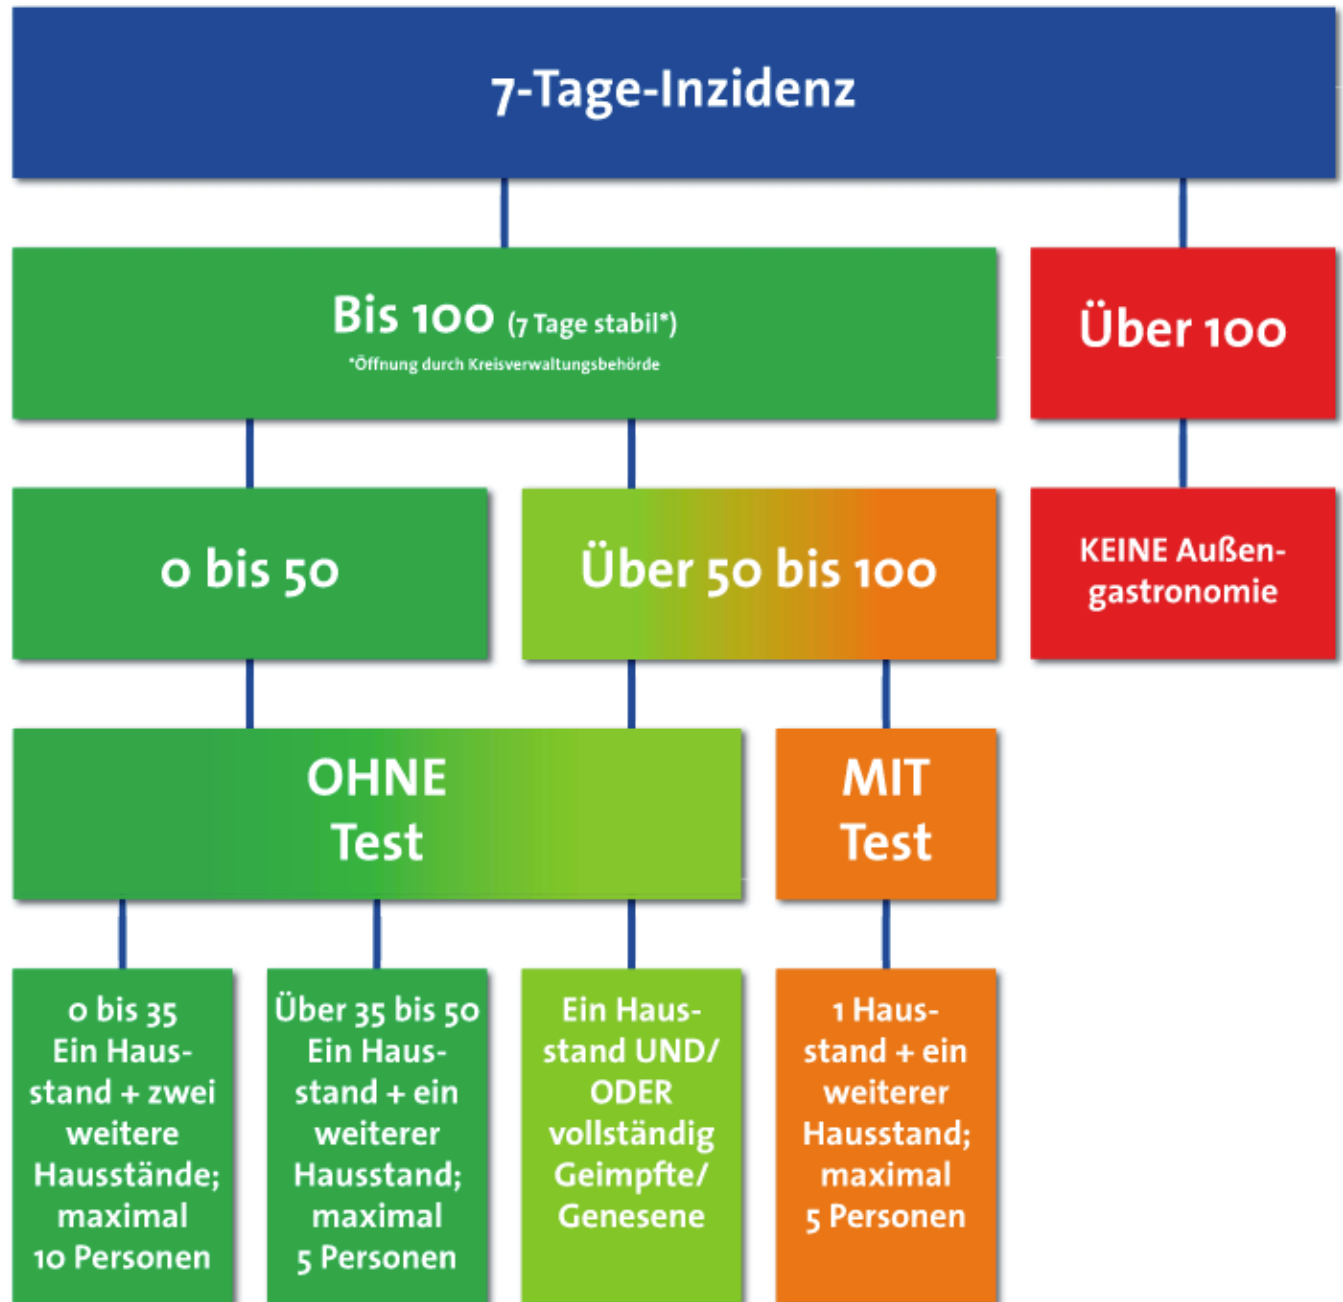 7-Tage-Inzidenz
Bis 100 (7 Tage stabil*)
*Öffnung durch Kreisverwaltungsbehörde
Über 100
0 bis 50
Über 50 bis 100
KEINE Außen-
gastronomie
OHNE
Test
MIT
Test
0 bis 35
Ein Haus-
stand + zwei
weitere
Hausstände;
maximal
10 Personen
Über 35 bis 50
Ein Haus-
stand + ein
weiterer
Hausstand;
maximal
5 Personen
Ein Haus-
stand UND/
ODER
vollständig
Geimpfte/
Genesene
1 Haus-
stand + ein
weiterer
Hausstand;
maximal
5 Personen